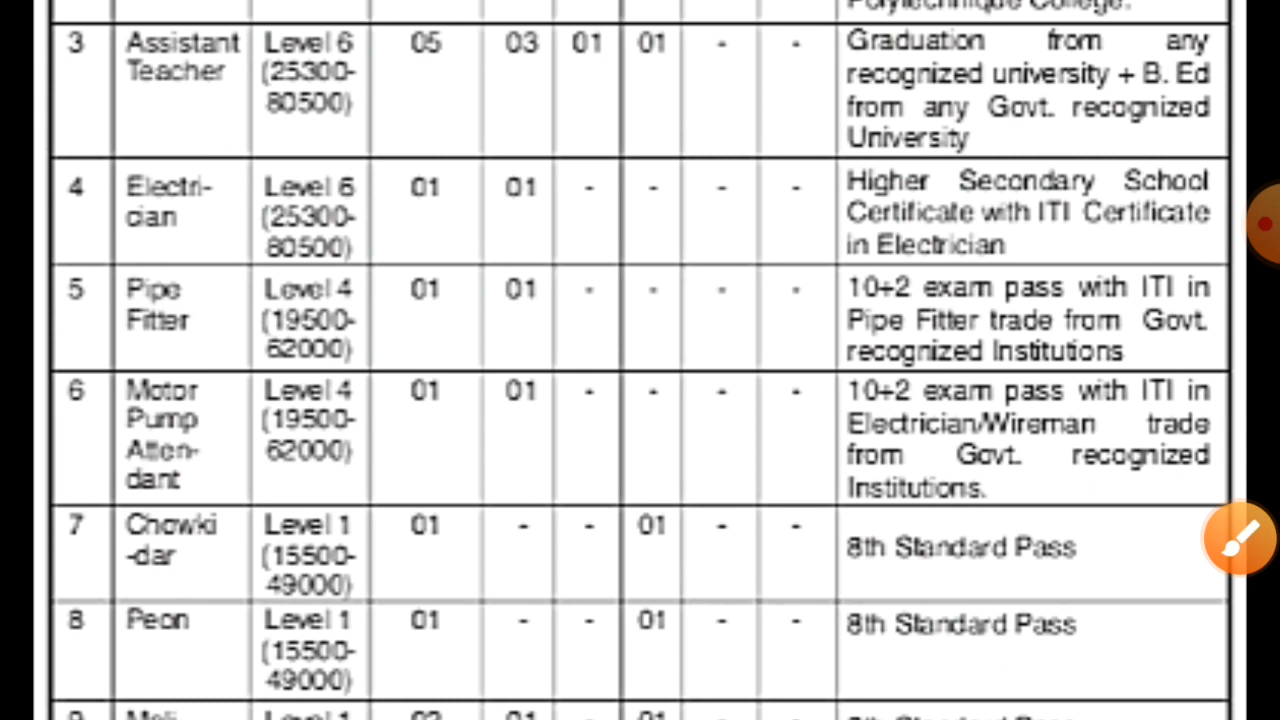 Polytechnique College.
3 Assistant Teacher Level 6 (25300-80500) 05 03 01 01 - - Graduation from any recognized university + B. Ed from any Govt. recognized University
4 Electri-cian Level 6 (25300-80500) 01 01 - - - - Higher Secondary School Certificate with ITI Certificate in Electrician
5 Pipe Fitter Level 4 (19500-62000) 01 01 - - - - 10+2 exam pass with ITI in Pipe Fitter trade from Govt. recognized Institutions
6 Motor Pump Atten-dant Level 4 (19500-62000) 01 01 - - - - 10+2 exam pass with ITI in Electrician/Wireman trade from Govt. recognized Institutions.
7 Chowki-dar Level 1 (15500-49000) 01 - - 01 - - 8th Standard Pass
8 Peon Level 1 (15500-49000) 01 - - 01 - - 8th Standard Pass